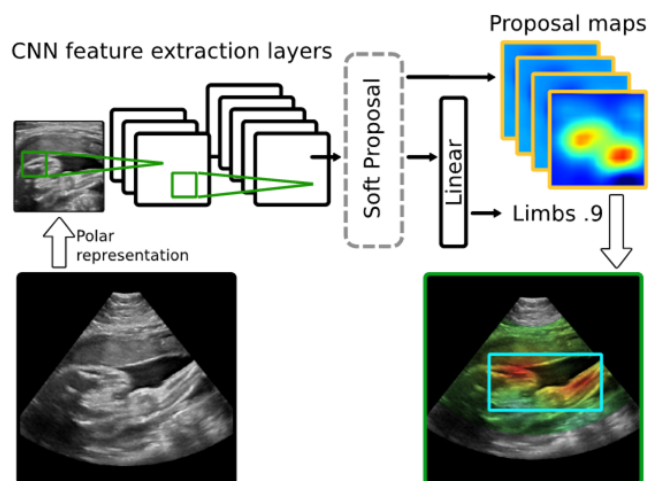 Proposal maps
CNN feature extraction layers
Soft Proposal
Linear
Limbs .9
Polar
representation